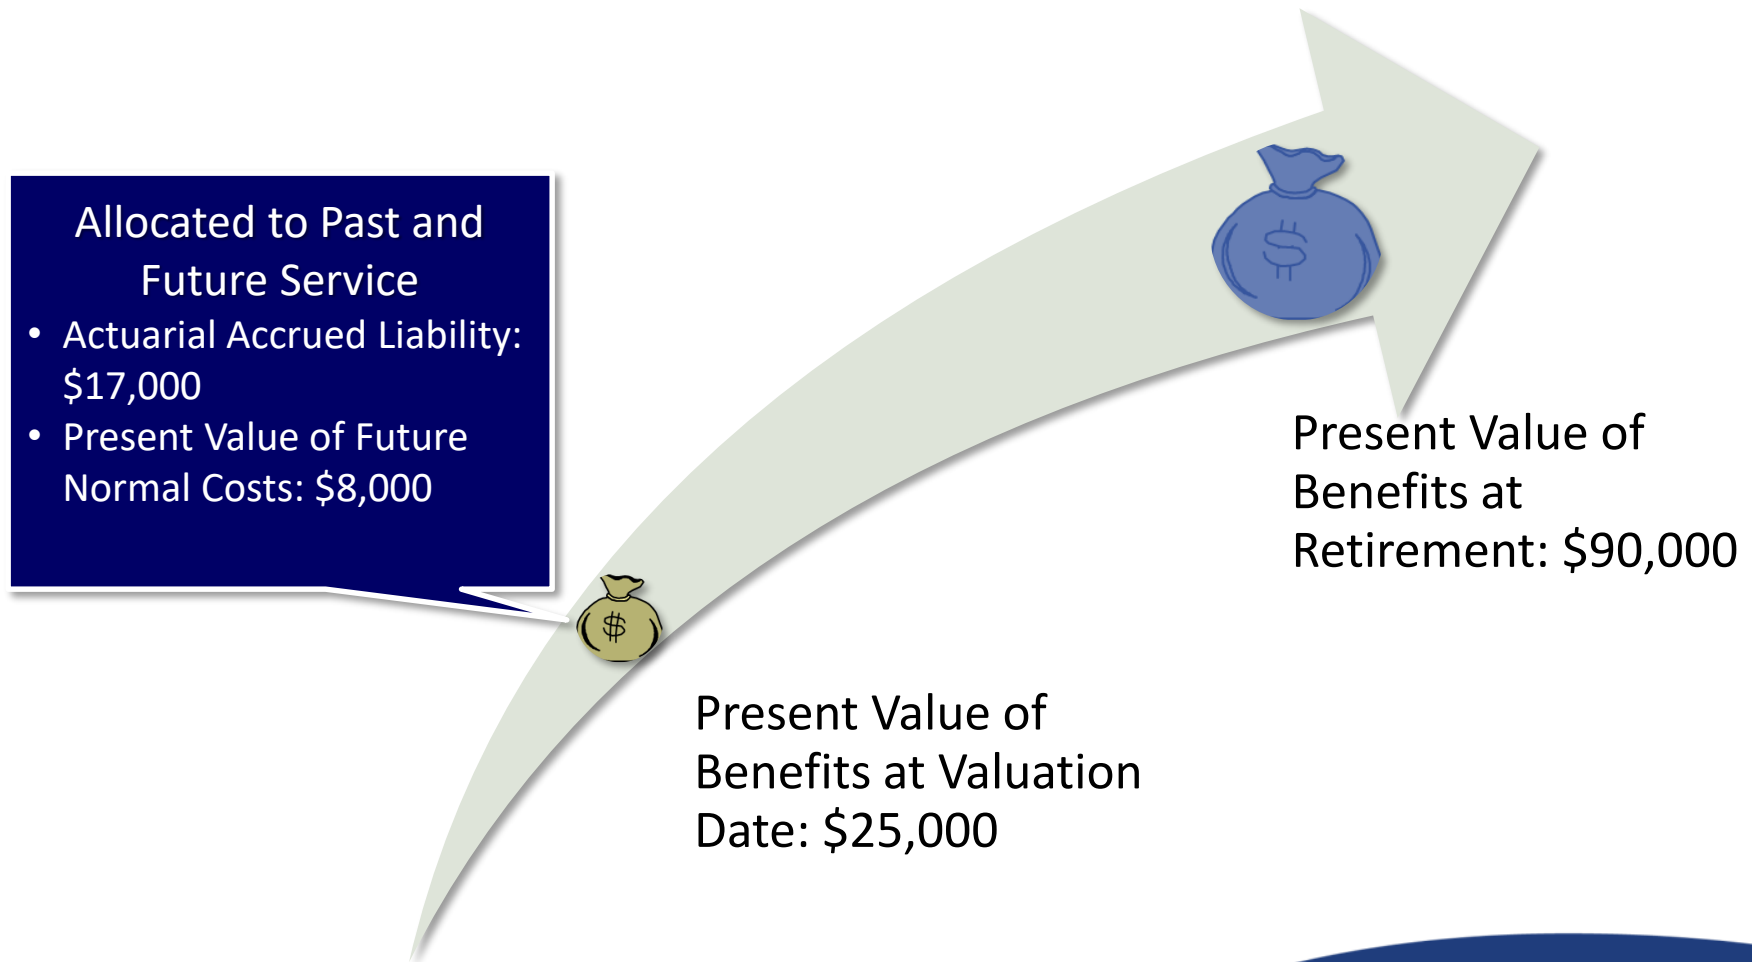 Allocated to Past and
Future Service
• Actuarial Accrued Liability:
$17,000
• Present Value of Future
Normal Costs: $8,000
$
$
Present Value of
Benefits at
Retirement: $90,000
Present Value of
Benefits at Valuation
Date: $25,000